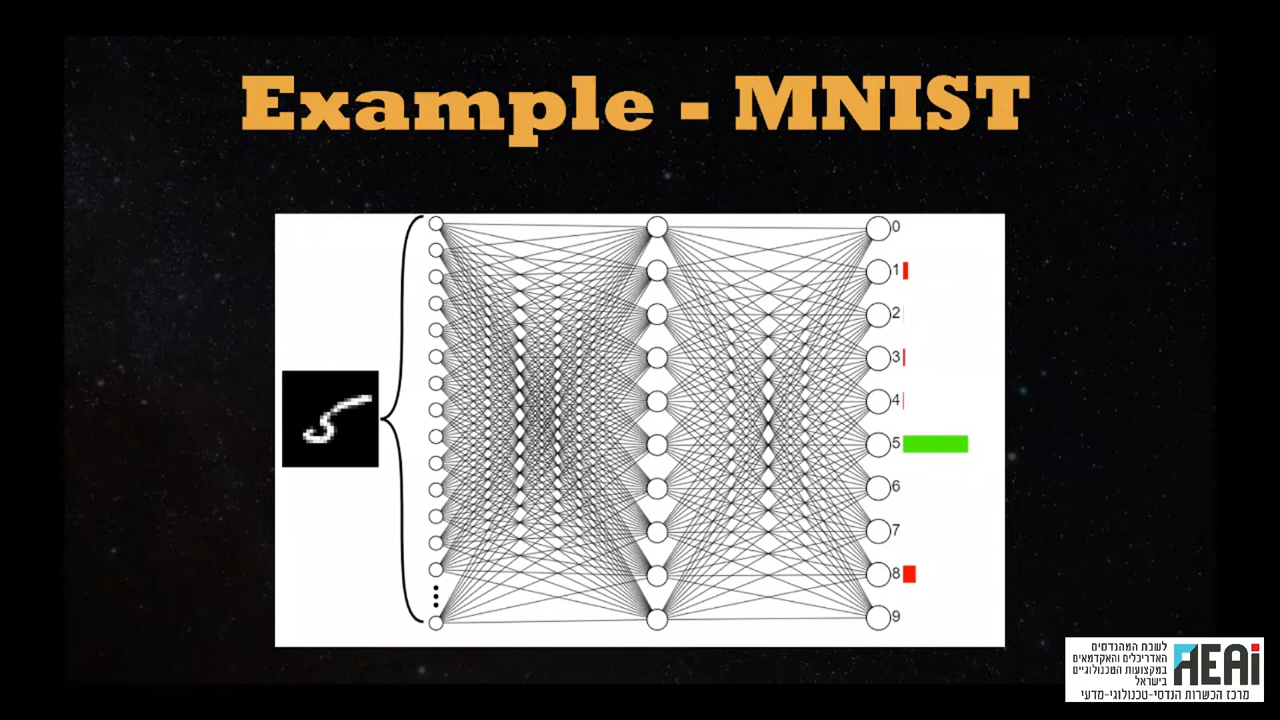 Example - MNIST
0
1
2
3
4
5
6
7
8
9
לשכת המהנדסים
האדריכלים והאקדמאים
במקצועות הטכנולוגיים
בישראל
AEAI
מרכז הכשרות הנדסי-טכנולוגי-מדעי